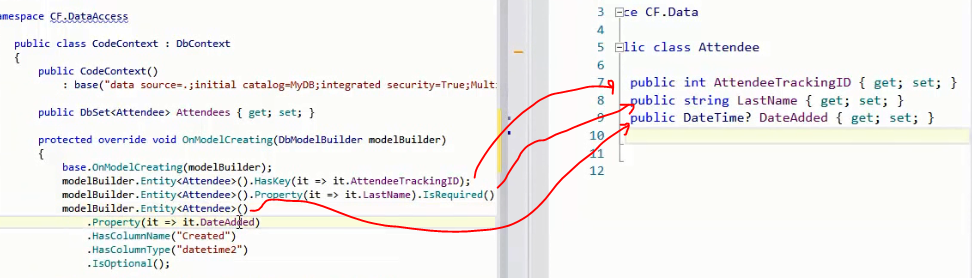 amespace CF.DataAccess
public class CodeContext : DbContext
{
public CodeContext()
: base("data source=.;initial catalog=MyDB;integrated security=True;Mult
public DbSet<Attendee> Attendees { get; set; }
protected override void OnModelCreating(DbModelBuilder modelBuilder)
{
base.OnModelCreating(modelBuilder);
modelBuilder.Entity<Attendee>().HasKey(it => it.AttendeeTrackingID);
modelBuilder.Entity<Attendee>().Property(it => it.LastName).IsRequired()
modelBuilder.Entity<Attendee>()
.Property(it => it.DateAdded)
.HasColumnName("Created")
.HasColumnType("datetime2")
.IsOptional();
3 ce CF.Data
4
5 lic class Attendee
6
7 public int AttendeeTrackingID { get; set; }
8 public string LastName { get; set; }
9 public DateTime? DateAdded { get; set; }
10
11
12